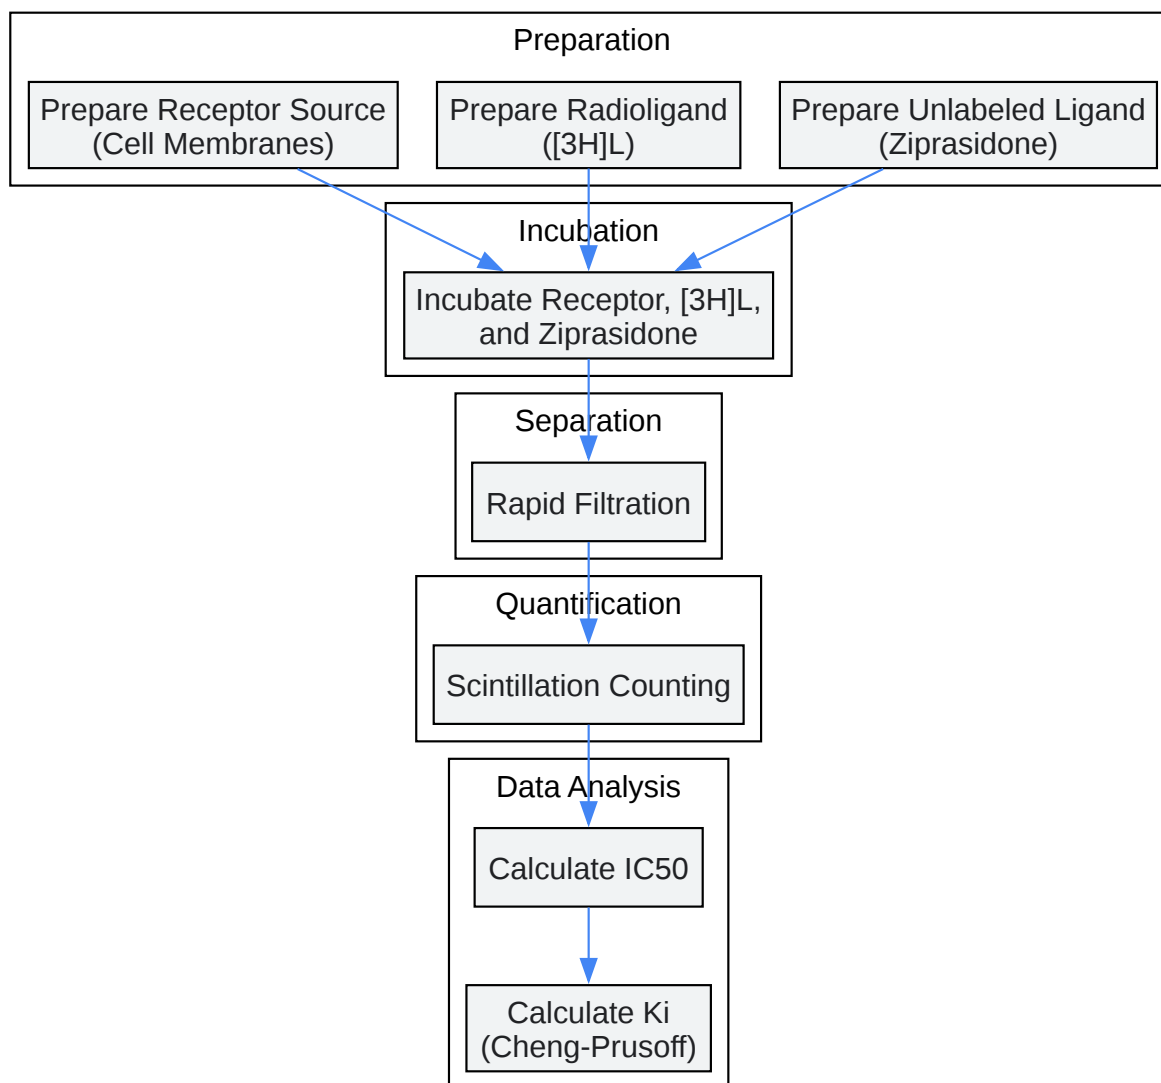 Preparation
Prepare Receptor Source
(Cell Membranes)
Prepare Radioligand
([3H]L)
Prepare Unlabeled Ligand
(Ziprasidone)
Incubation
Incubate Receptor, [3H]L,
and Ziprasidone
Separation
Rapid Filtration
Quantification
Scintillation Counting
Data Analysis
Calculate IC50
Calculate Ki
(Cheng-Prusoff)